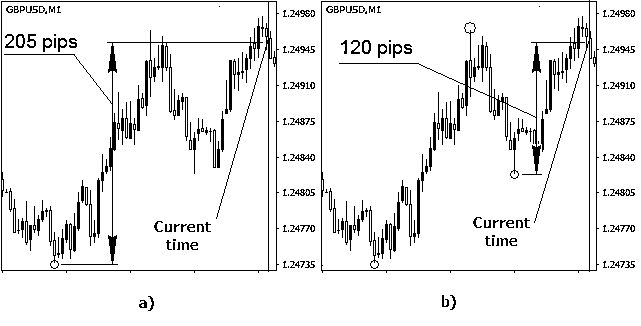 GBPUSD,M1
205 pips
Current
time
1.24980
1.24945
1.24910
1.24875
1.24840
1.24805
1.24770
1.24735
a)
GBPUSD,M1
120 pips
Current
time
1.24980
1.24945
1.24910
1.24875
1.24840
1.24805
1.24770
1.24735
b)